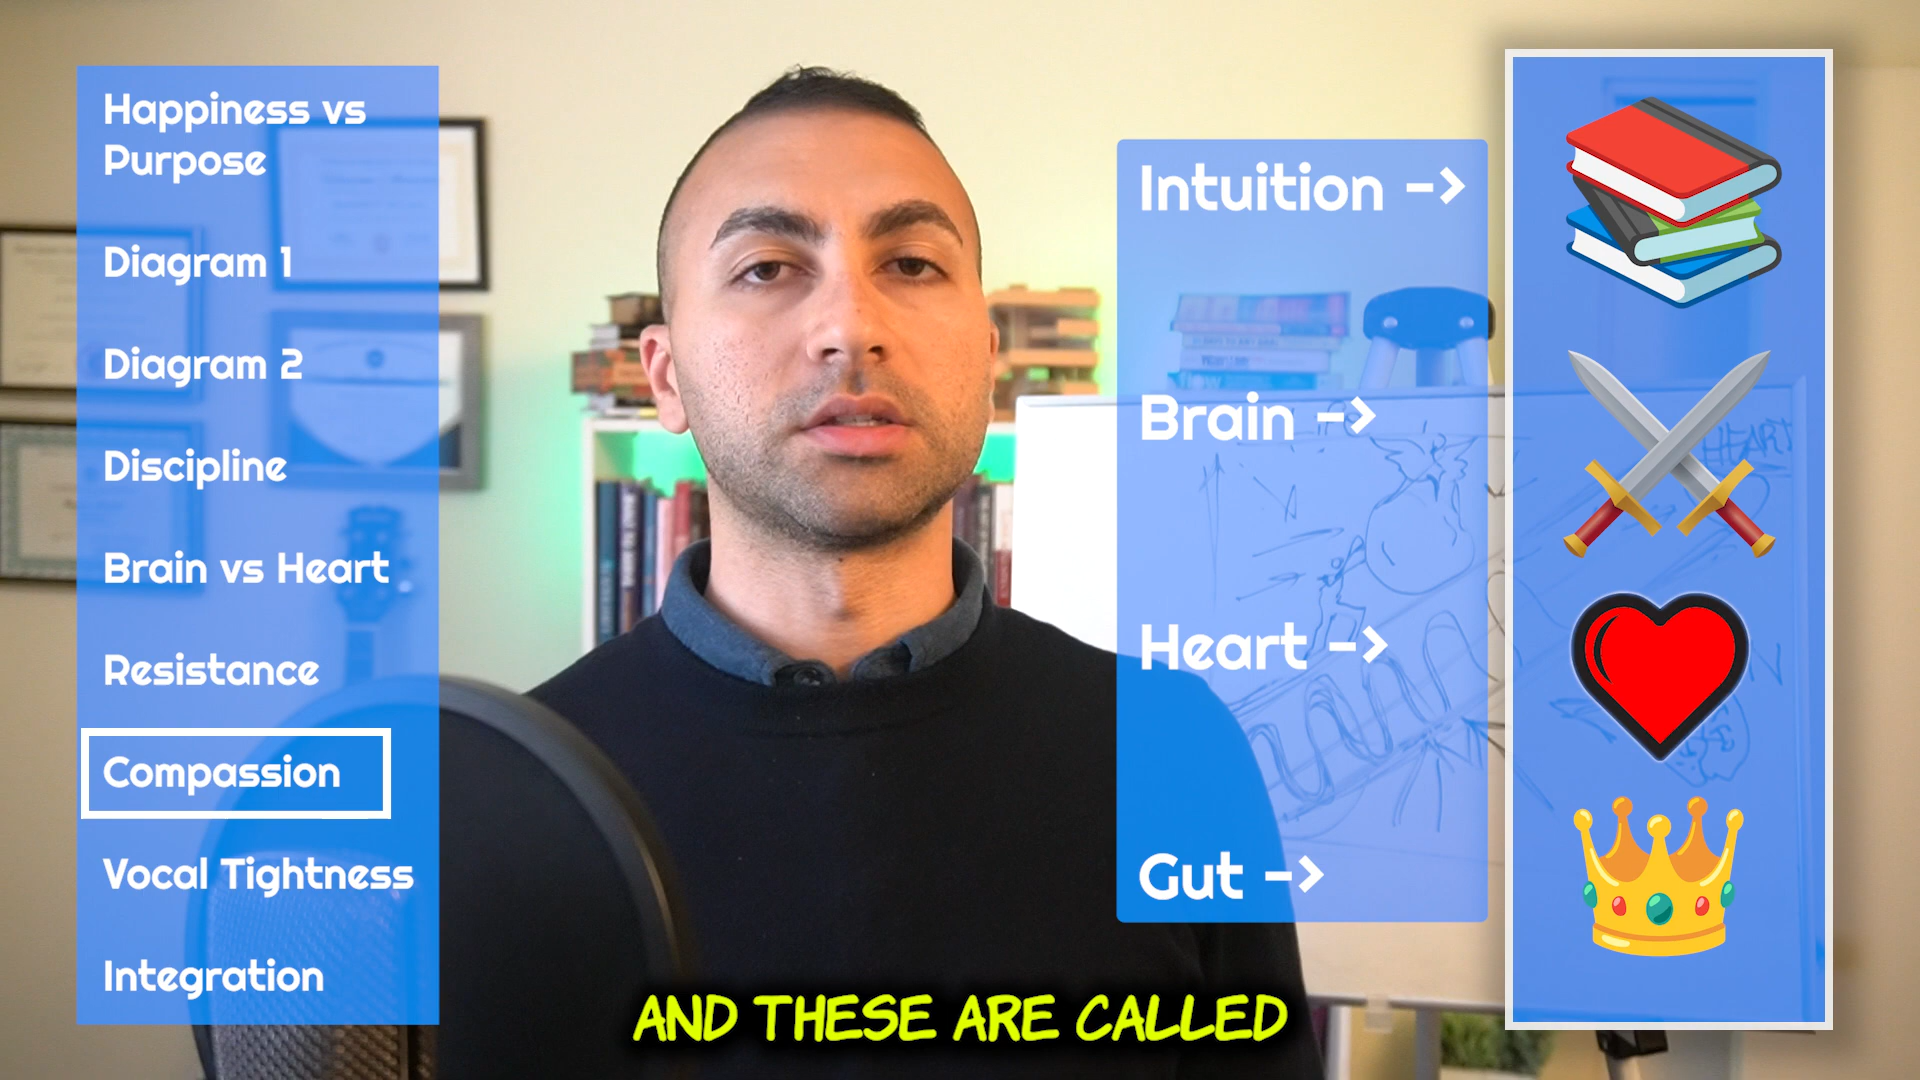 Happiness vs
Purpose
Diagram 1
Diagram 2
Discipline
Brain vs Heart
Resistance
Compassion
Vocal Tightness
Integration
Intuition ->
Brain ->
Heart ->
Gut ->
HEART
AND THESE ARE CALLED